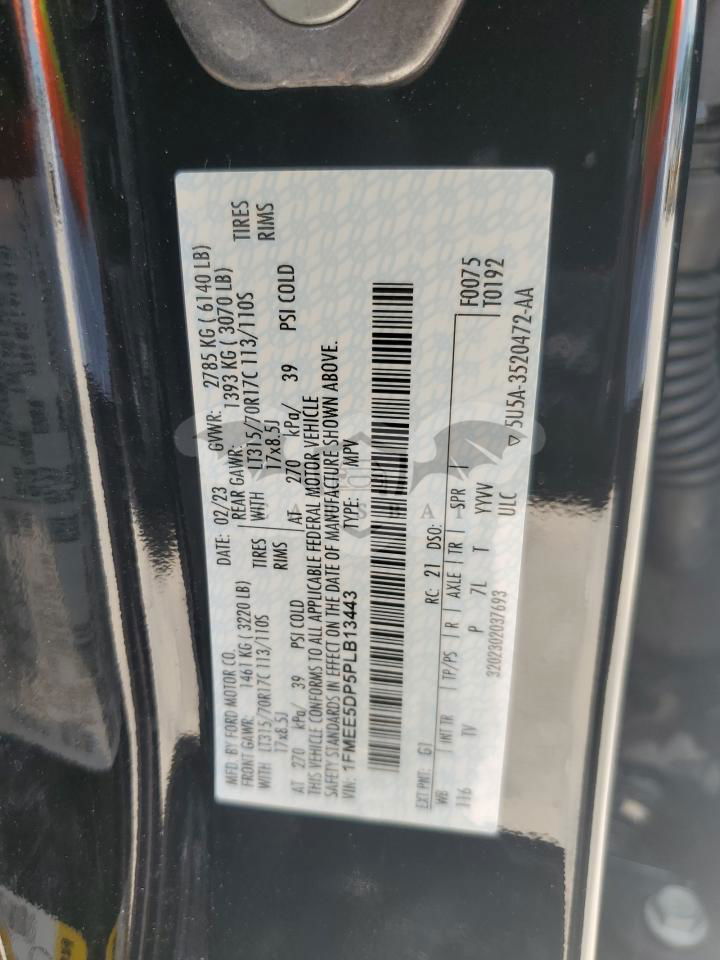 MFD. BY FORD MOTOR CO.
DATE: 02/23 GVWR: 2785 KG ( 6140 LB)
FRONT GAWR: 1461 KG ( 3220 LB)
REAR GAWR: 1393 KG ( 3070 LB)
WITH LT315/70R17C 113/110S TIRES
WITH LT315/70R17C 113/110S TIRES
17x8.5J RIMS
17x8.5J RIMS
AT 270 kPa/ 39 PSI COLD
AT 270 kPa/ 39 PSI COLD
THIS VEHICLE CONFORMS TO ALL APPLICABLE FEDERAL MOTOR VEHICLE
SAFETY STANDARDS IN EFFECT ON THE DATE OF MANUFACTURE SHOWN ABOVE.
VIN: 1FMEE5DP5PLB13443 TYPE: MPV
EXT PNT: G1 RC: 21 DSO: F0075
WB INT TR TP/PS R AXLE TR SPR T0192
116 TV P 7L T YYVV
3202302037693 ULC
5U5A-3520472-AA